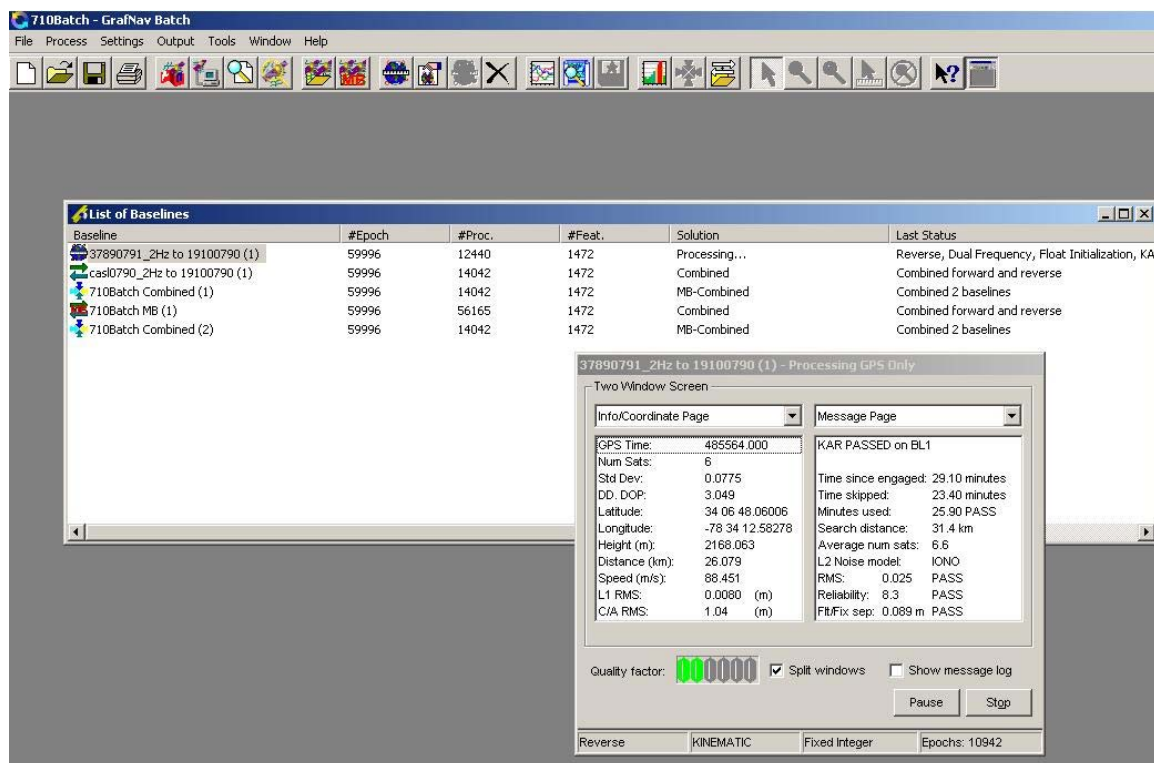 710Batch - GrafNav Batch
File Process Settings Output Tools Window Help
MB
List of Baselines
Baseline #Epoch #Proc. #Feat. Solution Last Status
37890791_2Hz to 19100790 (1) 59996 12440 1472 Processing... Reverse, Dual Frequency, Float Initialization, KA
casl0790_2Hz to 19100790 (1) 59996 14042 1472 Combined Combined forward and reverse
710Batch Combined (1) 59996 14042 1472 MB-Combined Combined 2 baselines
710Batch MB (1) 59996 56165 1472 Combined Combined forward and reverse
710Batch Combined (2) 59996 14042 1472 MB-Combined Combined 2 baselines
37890791_2Hz to 19100790 (1) - Processing GPS Only
Two Window Screen
Info/Coordinate Page Message Page
GPS Time: 485564.000 KAR PASSED on BL1
Num Sats: 6
Std Dev: 0.0775 Time since engaged: 29.10 minutes
DD. DOP: 3.049 Time skipped: 23.40 minutes
Latitude: 34 06 48.06006 Minutes used: 25.90 PASS
Longitude: -78 34 12.58278 Search distance: 31.4 km
Height (m): 2168.063 Average num sats: 6.6
Distance (km): 26.079 L2 Noise model: IONO
Speed (m/s): 88.451 RMS: 0.025 PASS
L1 RMS: 0.0080 (m) Reliability: 8.3 PASS
C/A RMS: 1.04 (m) Flt/Fix sep: 0.089 m PASS
Quality factor: Split windows Show message log
Pause Stop
Reverse KINEMATIC Fixed Integer Epochs: 10942